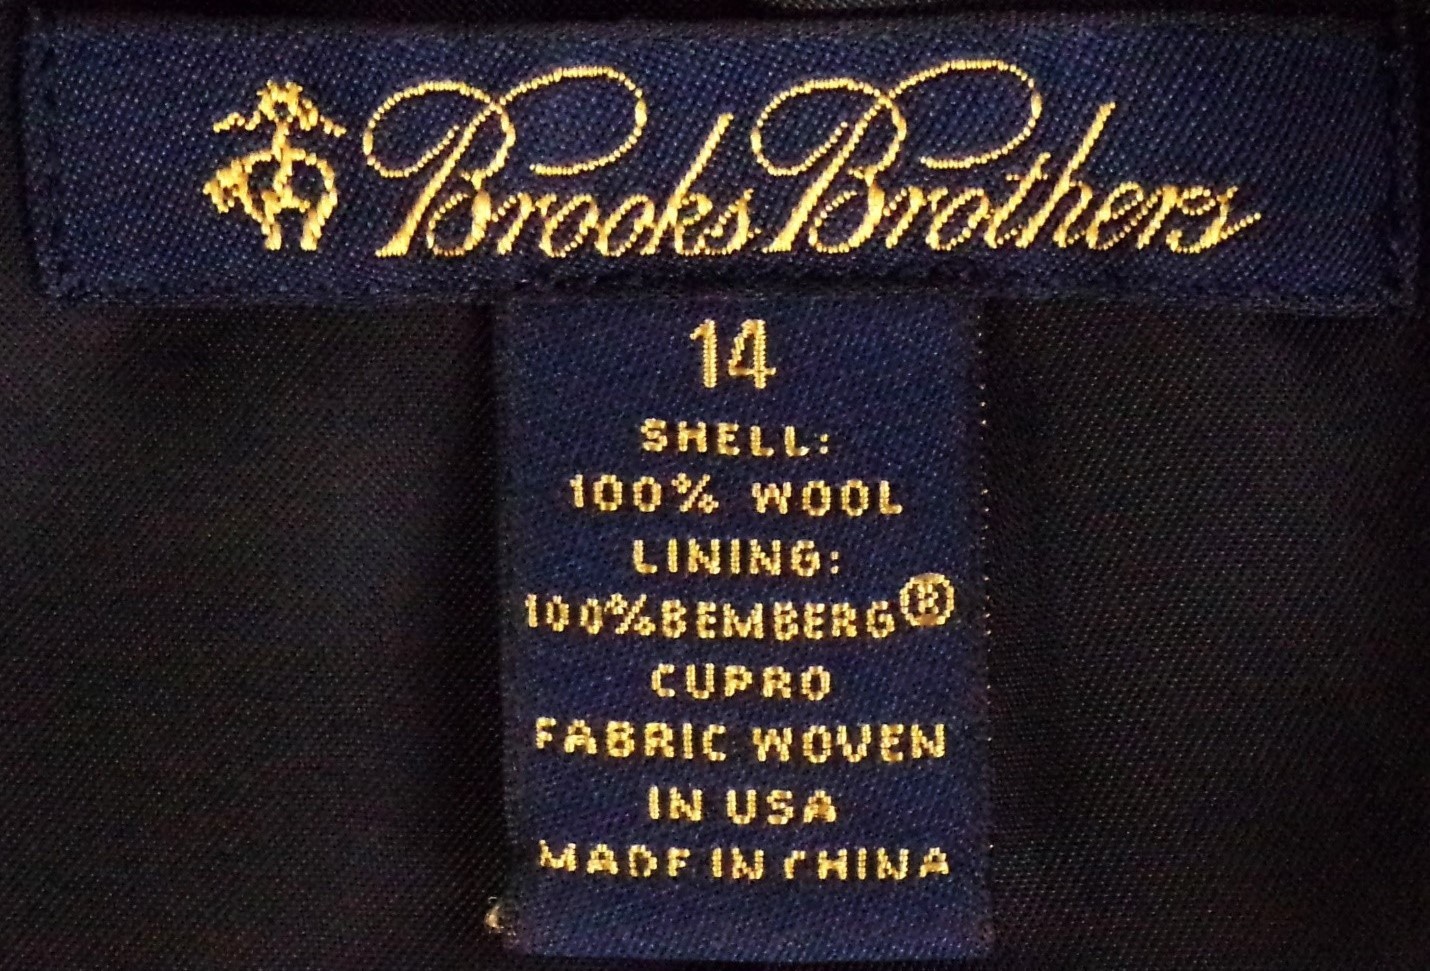 Brooks Brothers
14
SHELL:
100% WOOL
LINING:
100%BEMBERG®
CUPRO
FABRIC WOVEN
IN USA
MADE IN CHINA